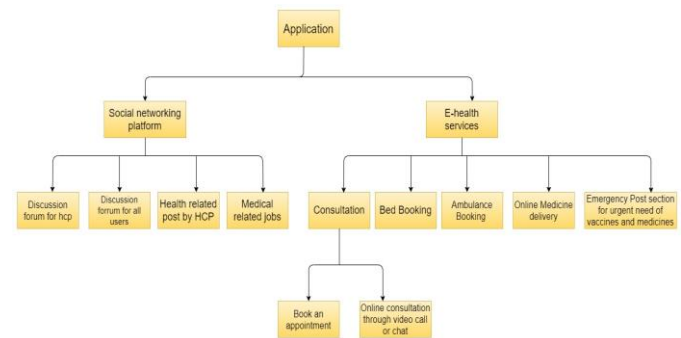 Application
Social networking
platform
E-health
services
Discussion
forum for hcp
Discussion
forrum for all
users
Health related
post by HCP
Medical
related jobs
Consultation
Bed Booking
Ambulance
Booking
Online Medicine
delivery
Emergency Post section
for urgent need of
vaccines and medicines
Book an
appointment
Online consultation
through video call
or chat